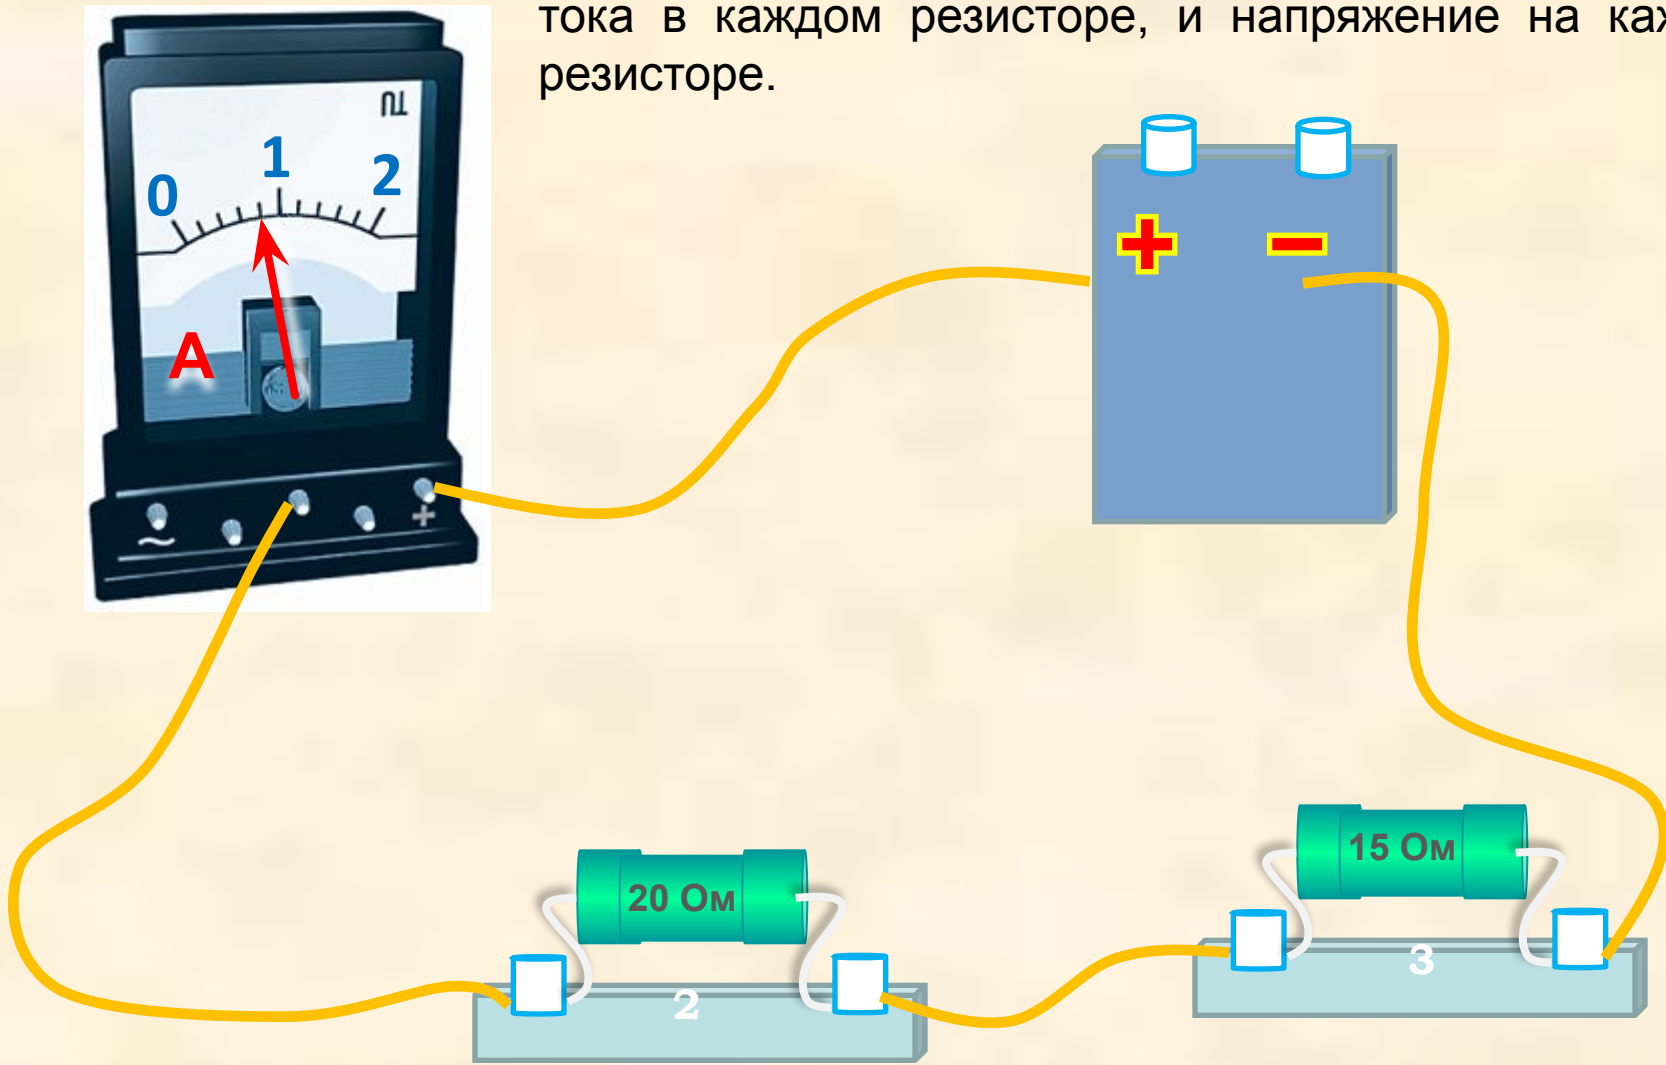 тока в каждом резисторе, и напряжение на каж
резисторе.
0 1 2
А
+ −
~ +
20 Ом
15 Ом
2
3